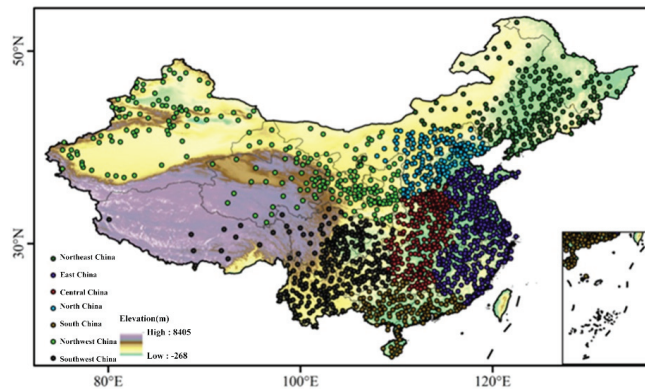 50°N
30°N
Northeast China
East China
Central China
North China
South China
Northwest China
Southwest China
Elevation(m)
High : 8405
Low : -268
80°E
100°E
120°E